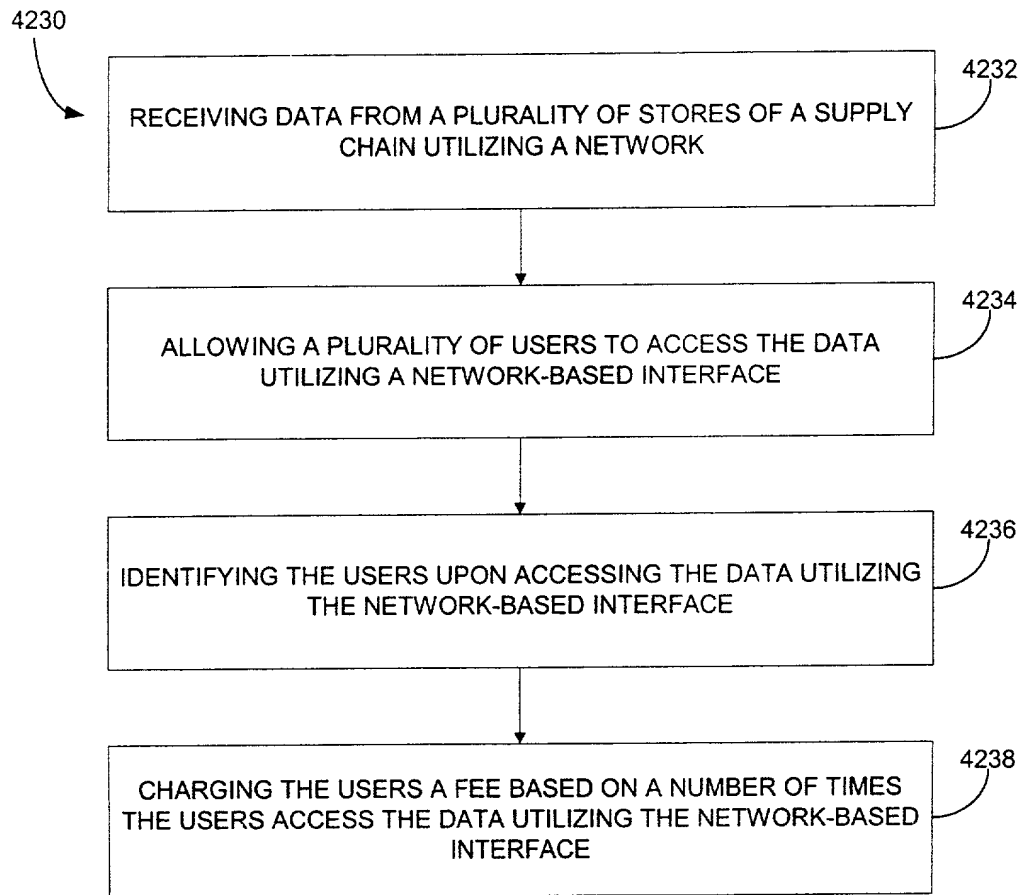 4230
4232
RECEIVING DATA FROM A PLURALITY OF STORES OF A SUPPLY
CHAIN UTILIZING A NETWORK
4234
ALLOWING A PLURALITY OF USERS TO ACCESS THE DATA
UTILIZING A NETWORK-BASED INTERFACE
4236
IDENTIFYING THE USERS UPON ACCESSING THE DATA UTILIZING
THE NETWORK-BASED INTERFACE
4238
CHARGING THE USERS A FEE BASED ON A NUMBER OF TIMES
THE USERS ACCESS THE DATA UTILIZING THE NETWORK-BASED
INTERFACE